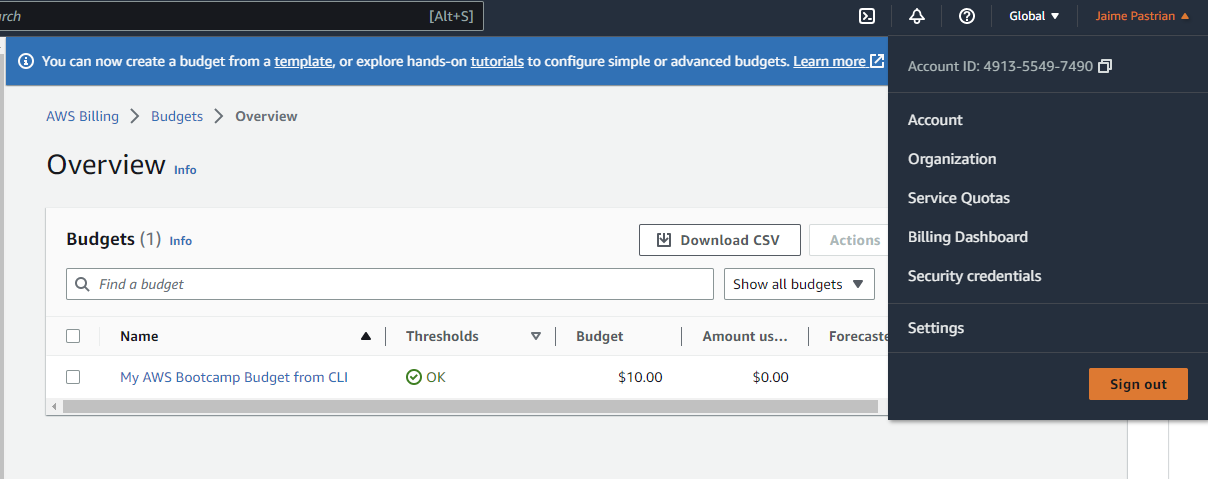 rch [Alt+S] Global Jaime Pastrian
You can now create a budget from a template, or explore hands-on tutorials to configure simple or advanced budgets. Learn more
Account ID: 4913-5549-7490
AWS Billing Budgets Overview
Account
Overview Info
Organization
Service Quotas
Budgets (1) Info Download CSV Actions
Billing Dashboard
Find a budget Show all budgets
Security credentials
Name Thresholds Budget Amount us... Forecaste
Settings
My AWS Bootcamp Budget from CLI OK $10.00 $0.00
Sign out